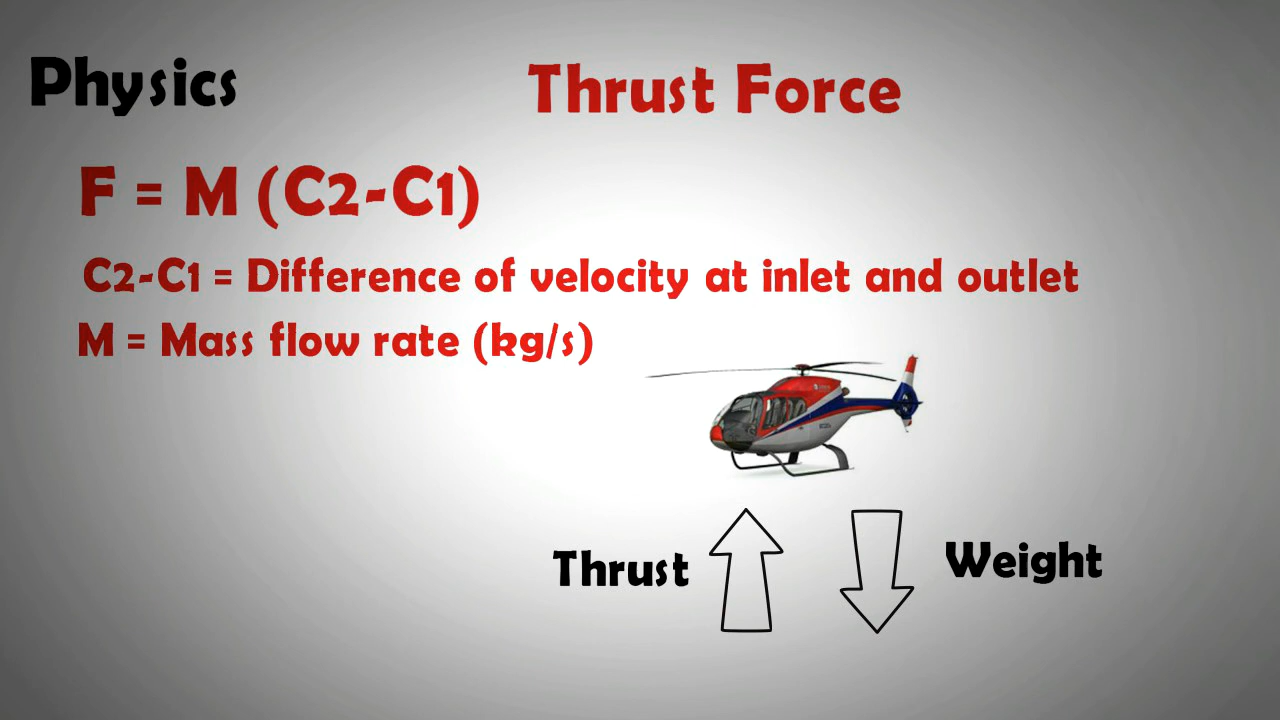 Physics
Thrust Force
F = M (C2-C1)
C2-C1 = Difference of velocity at inlet and outlet
M = Mass flow rate (kg/s)
Thrust
Weight